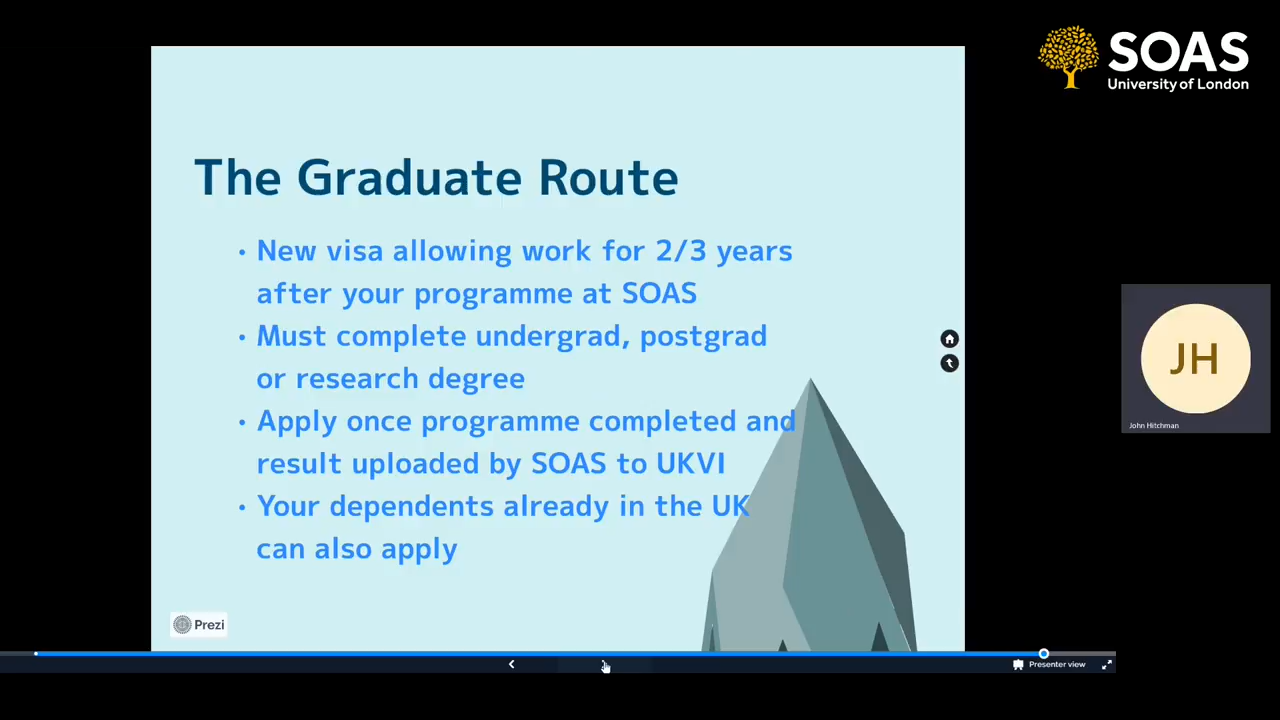 SOAS
University of London
The Graduate Route
• New visa allowing work for 2/3 years
after your programme at SOAS
• Must complete undergrad, postgrad
or research degree
• Apply once programme completed and
result uploaded by SOAS to UKVI
• Your dependents already in the UK
can also apply
JH
John Hitchman
Prezi
Presenter view